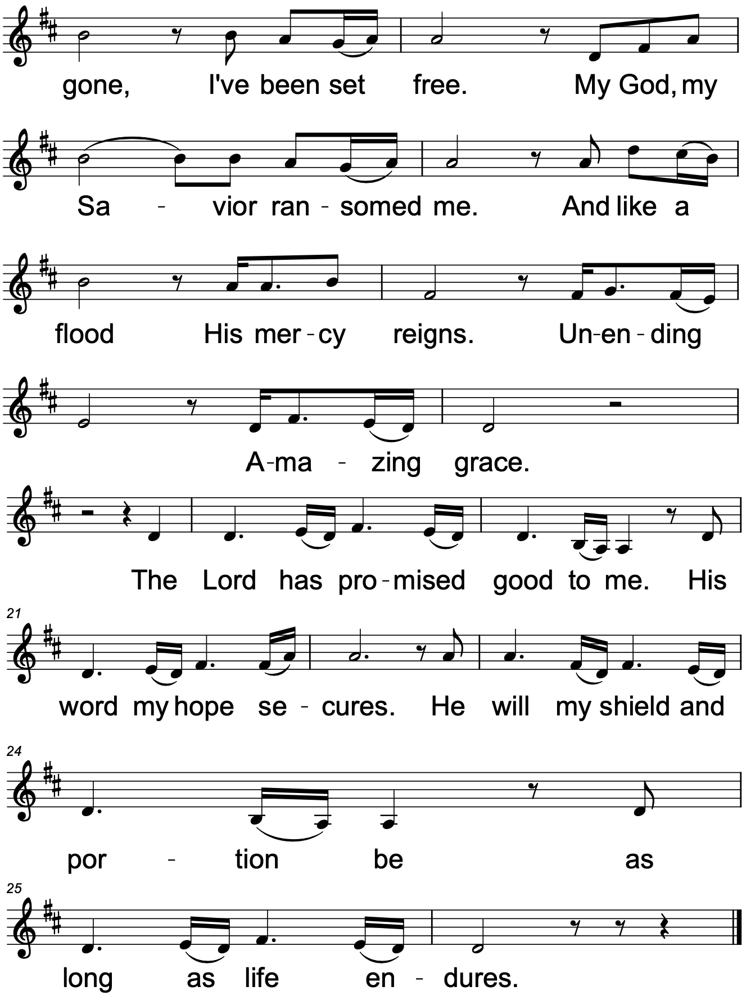 gone, I've been set free. My God, my
Sa - vior ran - somed me. And like a
flood His mer - cy reigns. Un - en - ding
A - ma - zing grace.
The Lord has pro - mised good to me. His
21
word my hope se - cures. He will my shield and
24
por - tion be as
25
long as life en - dures.